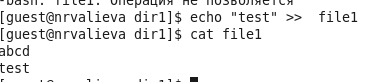 -bash: file1: Операция не позволяется
[guest@nrvalieva dir1]$ echo "test" >>  file1
[guest@nrvalieva dir1]$ cat file1
abcd
test